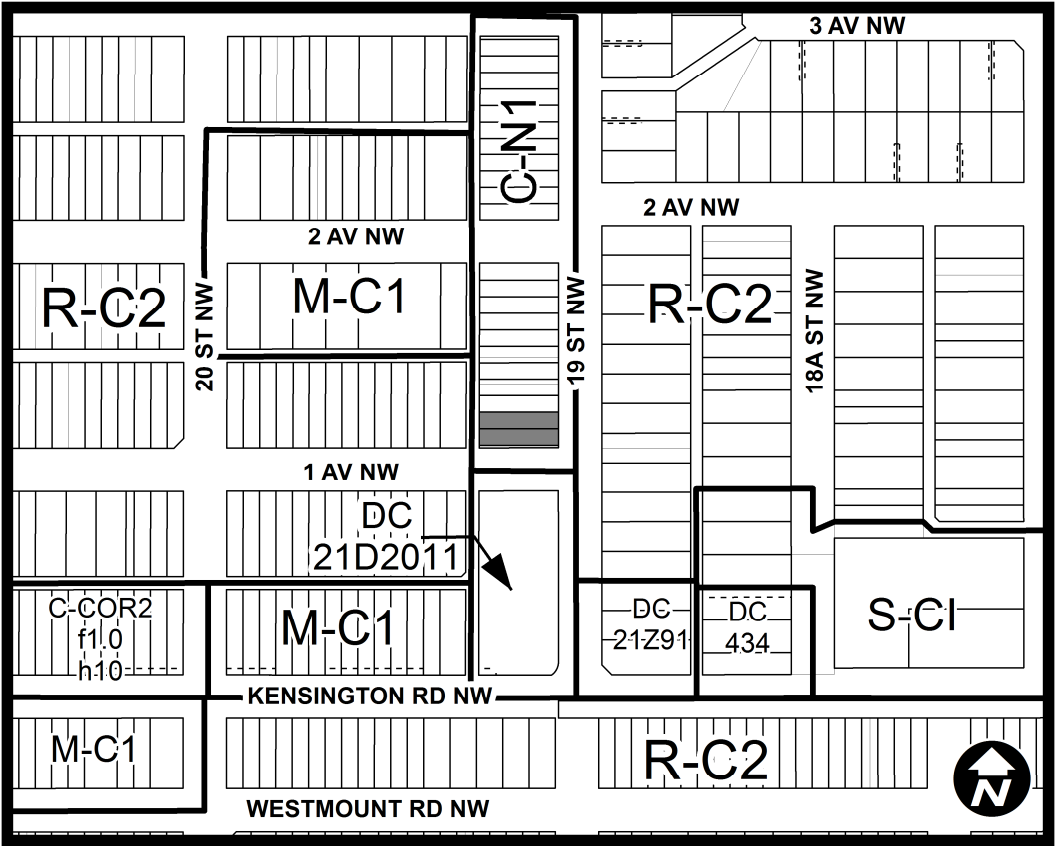 3 AV NW
C-N1
2 AV NW
2 AV NW
R-C2
M-C1
R-C2
20 ST NW
19 ST NW
18A ST NW
1 AV NW
DC
21D2011
C-COR2
f1.0
h10
M-C1
DC
21Z91
DC
434
S-CI
KENSINGTON RD NW
M-C1
R-C2
N
WESTMOUNT RD NW